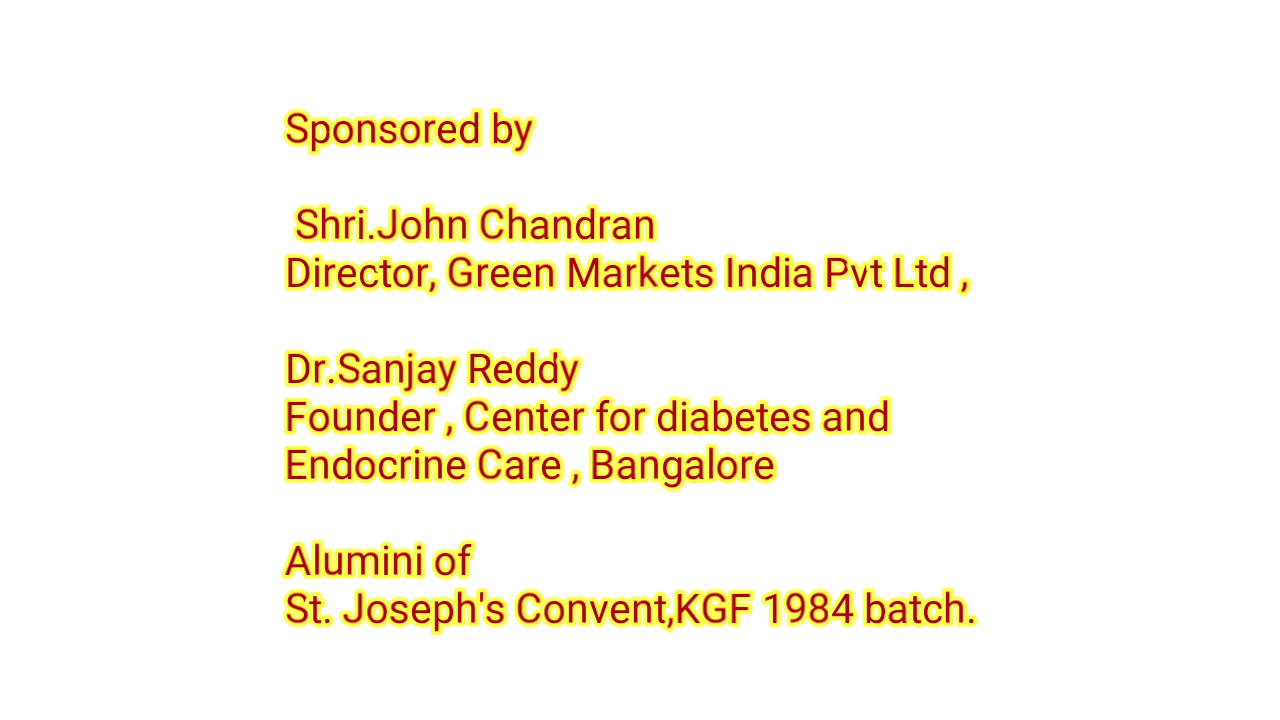 Sponsored by
Shri.John Chandran
Director, Green Markets India Pvt Ltd ,
Dr.Sanjay Reddy
Founder , Center for diabetes and
Endocrine Care , Bangalore
Alumini of
St. Joseph's Convent,KGF 1984 batch.